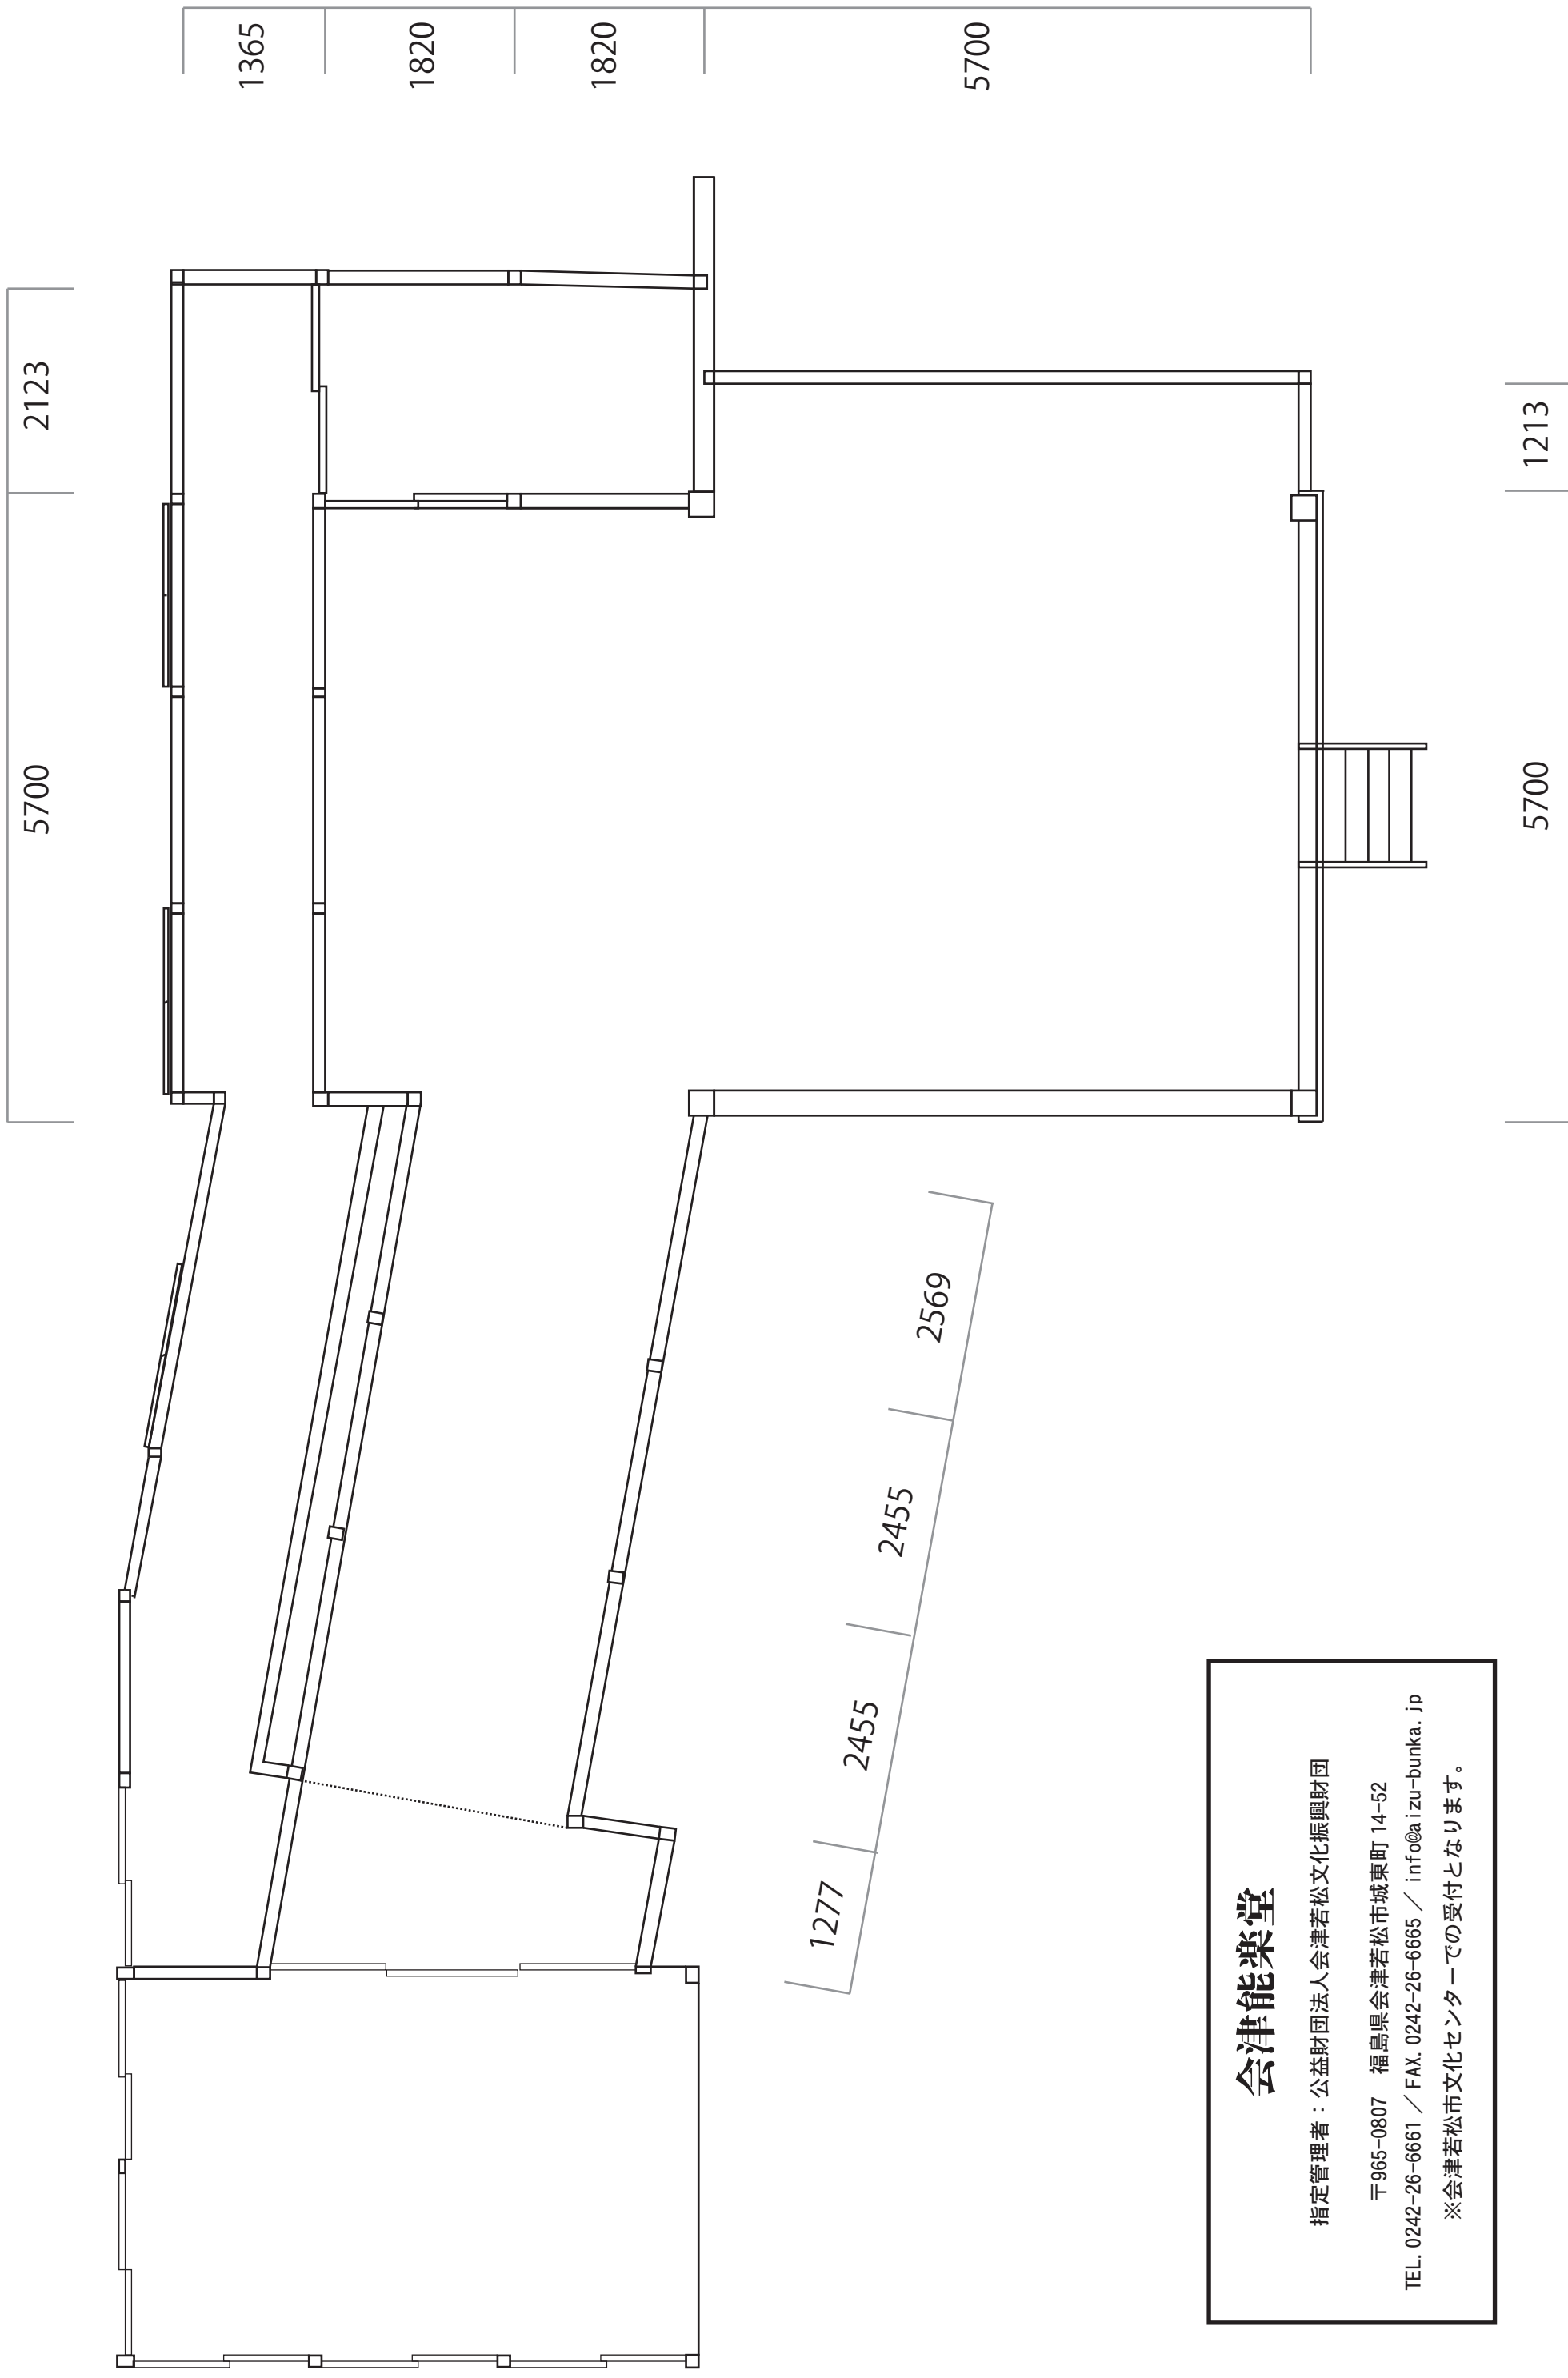 1365
1820
1820
5700
2123
5700
1213
5700
2569
2455
2455
1277
会津能楽堂
指定管理者：公益財団法人会津若松文化振興財団
〒965-0807　福島県会津若松市城東町 14-52
TEL. 0242-26-6661 ／ FAX. 0242-26-6665 ／ info@aizu-bunka.jp
※会津若松市文化センターでの受付となります。